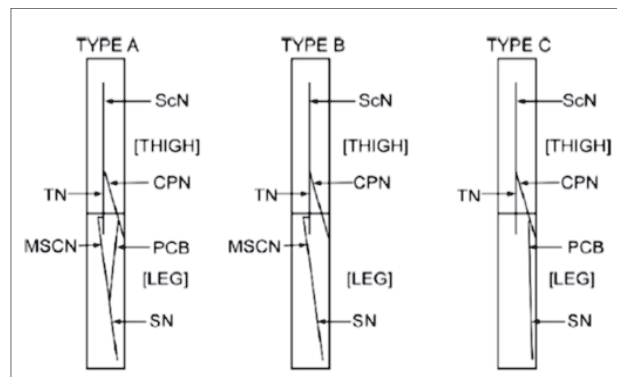 TYPE A
ScN
[THIGH]
CPN
TN
MSCN
PCB
[LEG]
SN
TYPE B
ScN
[THIGH]
CPN
TN
MSCN
[LEG]
SN
TYPE C
ScN
[THIGH]
CPN
TN
PCB
[LEG]
SN